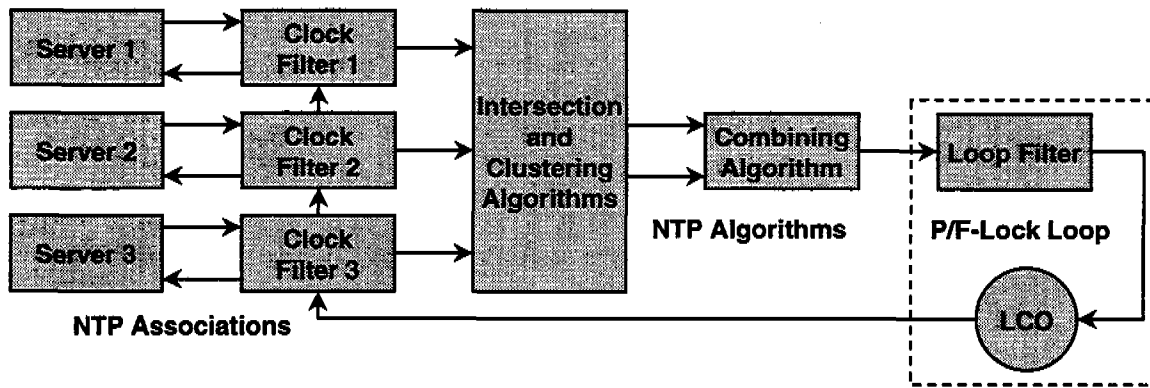 Server 1
Clock
Filter 1
Server 2
Clock
Filter 2
Server 3
Clock
Filter 3
NTP Associations
Intersection
and
Clustering
Algorithms
Combining
Algorithm
NTP Algorithms
Loop Filter
P/F-Lock Loop
LCO